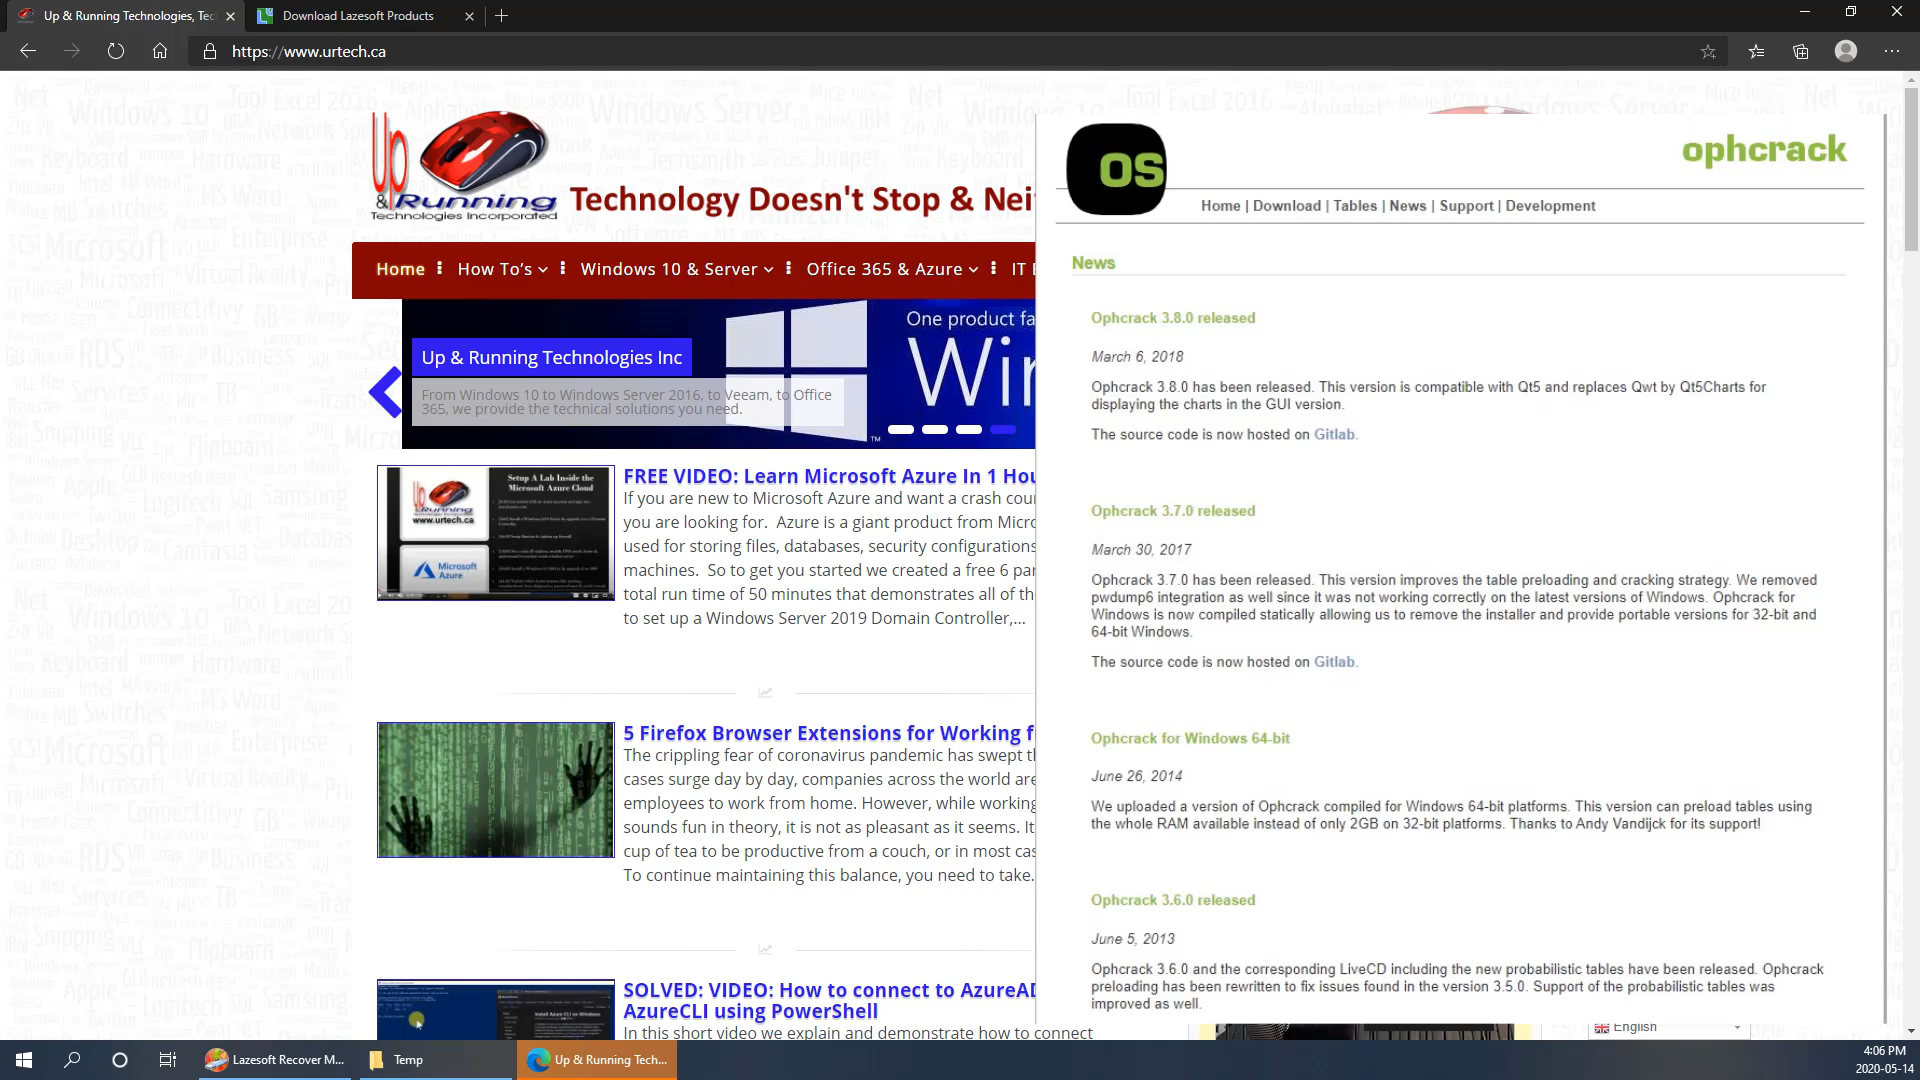 Up & Running Technologies, Tec
Download Lazesoft Products
https://www.urtech.ca
Up
& Running
Technologies Incorporated
Technology Doesn't Stop & Nei
Home
How To's
Windows 10 & Server
Office 365 & Azure
IT
One product fa
Up & Running Technologies Inc
From Windows 10 to Windows Server 2016, to Veeam, to Office
365, we provide the technical solutions you need.
Setup A Lab Inside the
Microsoft Azure Cloud
www.urtech.ca
Microsoft
Azure
FREE VIDEO: Learn Microsoft Azure In 1 Hou
If you are new to Microsoft Azure and want a crash cour
you are looking for. Azure is a giant product from Micro
used for storing files, databases, security configurations
machines. So to get you started we created a free 6 par
total run time of 50 minutes that demonstrates all of the
to set up a Windows Server 2019 Domain Controller,...
5 Firefox Browser Extensions for Working f
The crippling fear of coronavirus pandemic has swept th
cases surge day by day, companies across the world are
employees to work from home. However, while working
sounds fun in theory, it is not as pleasant as it seems. It
cup of tea to be productive from a couch, or in most cas
To continue maintaining this balance, you need to take.
SOLVED: VIDEO: How to connect to AzureAD
AzureCLI using PowerShell
In this short video we explain and demonstrate how to connect
OS
ophcrack
Home | Download | Tables | News | Support | Development
News
Ophcrack 3.8.0 released
March 6, 2018
Ophcrack 3.8.0 has been released. This version is compatible with Qt5 and replaces Qwt by Qt5Charts for
displaying the charts in the GUI version.
The source code is now hosted on Gitlab.
Ophcrack 3.7.0 released
March 30, 2017
Ophcrack 3.7.0 has been released. This version improves the table preloading and cracking strategy. We removed
pwdump6 integration as well since it was not working correctly on the latest versions of Windows. Ophcrack for
Windows is now compiled statically allowing us to remove the installer and provide portable versions for 32-bit and
64-bit Windows.
The source code is now hosted on Gitlab.
Ophcrack for Windows 64-bit
June 26, 2014
We uploaded a version of Ophcrack compiled for Windows 64-bit platforms. This version can preload tables using
the whole RAM available instead of only 2GB on 32-bit platforms. Thanks to Andy Vandijck for its support!
Ophcrack 3.6.0 released
June 5, 2013
Ophcrack 3.6.0 and the corresponding LiveCD including the new probabilistic tables have been released. Ophcrack
preloading has been rewritten to fix issues found in the version 3.5.0. Support of the probabilistic tables was
improved as well.
English
Lazesoft Recover M...
Temp
Up & Running Tech...
4:06 PM
2020-05-14